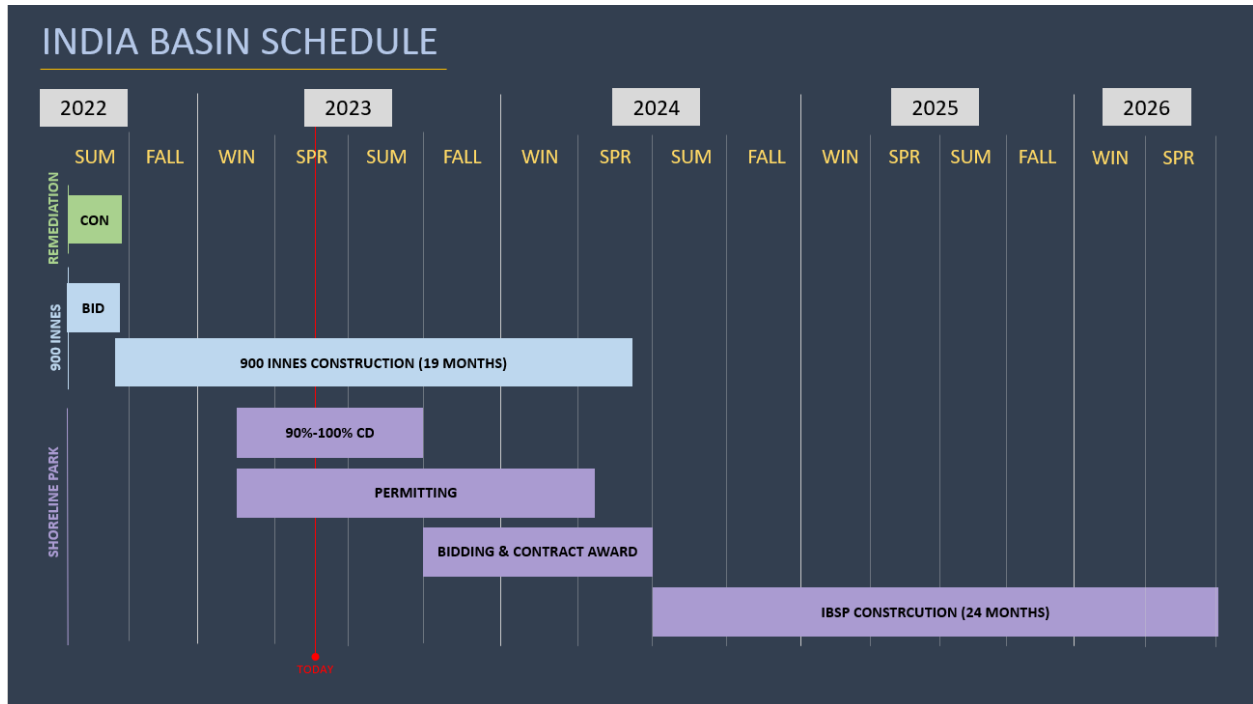 INDIA BASIN SCHEDULE
2022 2023 2024 2025 2026
SUM FALL WIN SPR SUM FALL WIN SPR SUM FALL WIN SPR SUM FALL WIN SPR
REMEDIATION
CON
900 INNES
BID
900 INNES CONSTRUCTION (19 MONTHS)
SHORELINE PARK
90%-100% CD
PERMITTING
BIDDING & CONTRACT AWARD
IBSP CONSTRCUTION (24 MONTHS)
TODAY